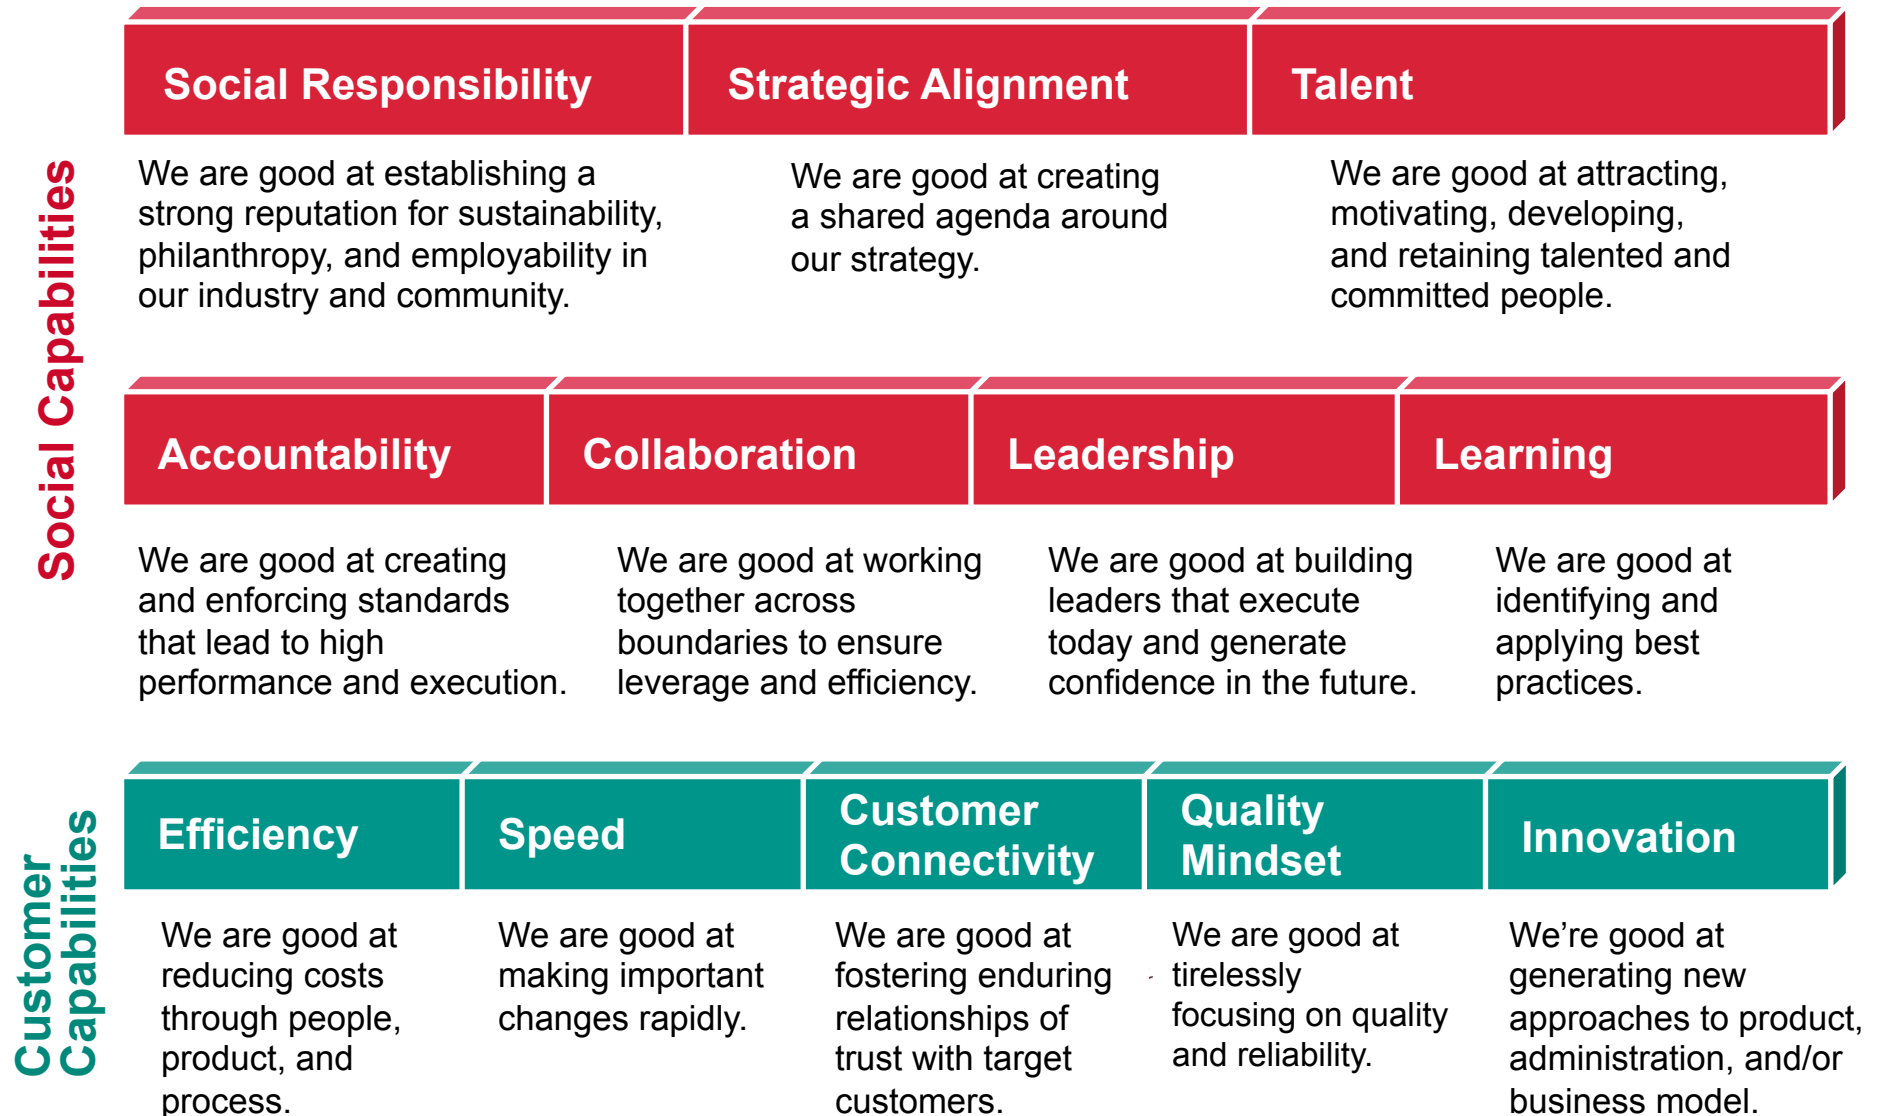 Social Capabilities
Social Responsibility
Strategic Alignment
Talent
We are good at establishing a
strong reputation for sustainability,
philanthropy, and employability in
our industry and community.
We are good at creating
a shared agenda around
our strategy.
We are good at attracting,
motivating, developing,
and retaining talented and
committed people.
Accountability
Collaboration
Leadership
Learning
We are good at creating
and enforcing standards
that lead to high
performance and execution.
We are good at working
together across
boundaries to ensure
leverage and efficiency.
We are good at building
leaders that execute
today and generate
confidence in the future.
We are good at
identifying and
applying best
practices.
Customer
Capabilities
Efficiency
Speed
Customer
Connectivity
Quality
Mindset
Innovation
We are good at
reducing costs
through people,
product, and
process.
We are good at
making important
changes rapidly.
We are good at
fostering enduring
relationships of
trust with target
customers.
We are good at
tirelessly
focusing on quality
and reliability.
We’re good at
generating new
approaches to product,
administration, and/or
business model.